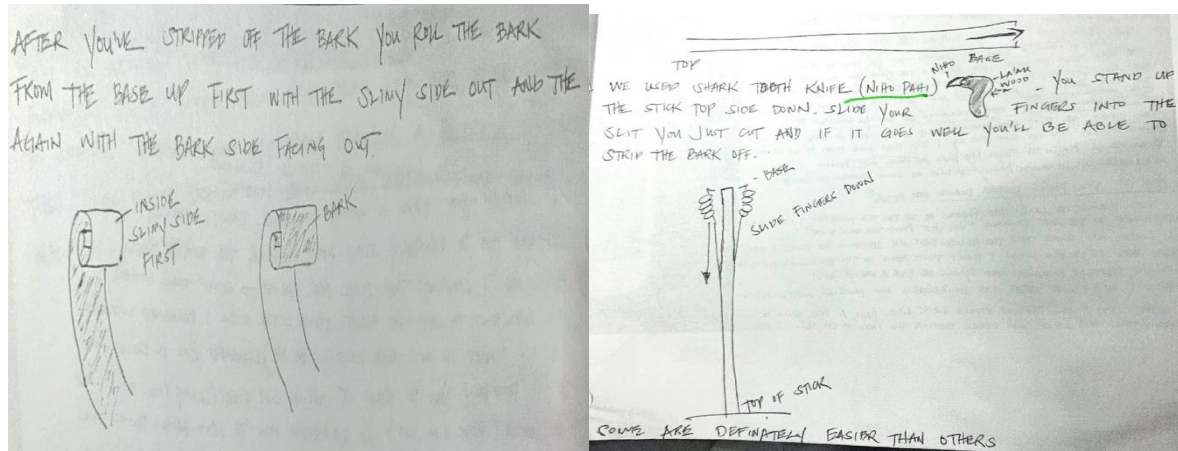 AFTER YOU'VE STRIPPED OFF THE BARK YOU ROLL THE BARK
FROM THE BASE UP FIRST WITH THE SLIMY SIDE OUT AND THE
AGAIN WITH THE BARK SIDE FACING OUT.
INSIDE
SLIMY SIDE
FIRST
BARK
TOP
BASE
WE USED SHARK TOOTH KNIFE (NIHO PAHI)
NIHO
LA'AU
WOOD
- YOU STAND UP
THE STICK TOP SIDE DOWN. SLIDE YOUR FINGERS INTO THE
SLIT YOU JUST CUT AND IF IT GOES WELL YOU'LL BE ABLE TO
STRIP THE BARK OFF.
- BASE
SLIDE FINGERS DOWN
TOP OF STICK
SOME ARE DEFINATELY EASIER THAN OTHERS